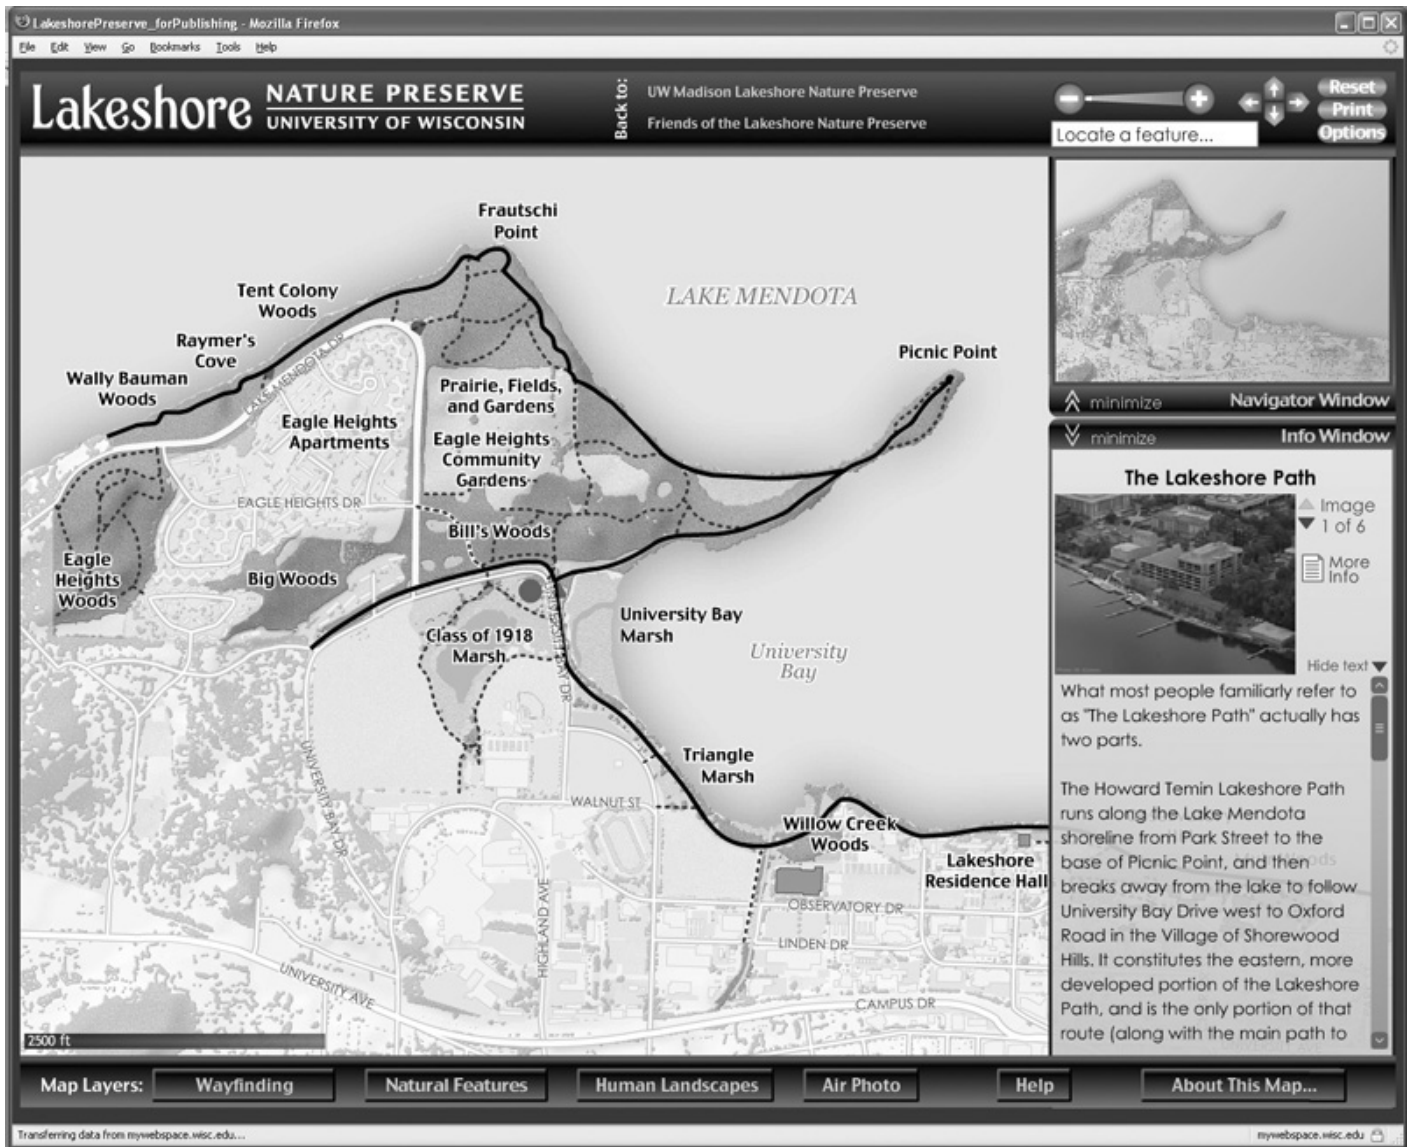 LakeshorePreserve_forPublishing - Mozilla Firefox
File Edit View Go Bookmarks Tools Help
Lakeshore NATURE PRESERVE
UNIVERSITY OF WISCONSIN
Back to:
UW Madison Lakeshore Nature Preserve
Friends of the Lakeshore Nature Preserve
Locate a feature...
Reset
Print
Options
Frautschi
Point
LAKE MENDOTA
Tent Colony
Woods
Raymer's
Cove
Wally Bauman
Woods
LAKE MENDOTA DR
Picnic Point
Prairie, Fields,
and Gardens
Eagle Heights
Apartments
Eagle Heights
Community
Gardens
EAGLE HEIGHTS DR
Bill's Woods
Eagle
Heights
Woods
Big Woods
University Bay
Marsh
Class of 1918
Marsh
University
Bay
UNIVERSITY BAY DR
Triangle
Marsh
UNIVERSITY BAY DR
WALNUT ST
Willow Creek
Woods
Lakeshore
Residence Hall
HIGHLAND AVE
OBSERVATORY DR
LINDEN DR
UNIVERSITY AVE
CAMPUS DR
2500 ft
minimize Navigator Window
minimize Info Window
The Lakeshore Path
Image
1 of 6
More
Info
Hide text
What most people familiarly refer to
as "The Lakeshore Path" actually has
two parts.
The Howard Temin Lakeshore Path
runs along the Lake Mendota
shoreline from Park Street to the
base of Picnic Point, and then
breaks away from the lake to follow
University Bay Drive west to Oxford
Road in the Village of Shorewood
Hills. It constitutes the eastern, more
developed portion of the Lakeshore
Path, and is the only portion of that
route (along with the main path to
Map Layers: Wayfinding Natural Features Human Landscapes Air Photo Help About This Map...
Transferring data from mywebspace.wisc.edu...
mywebspace.wisc.edu